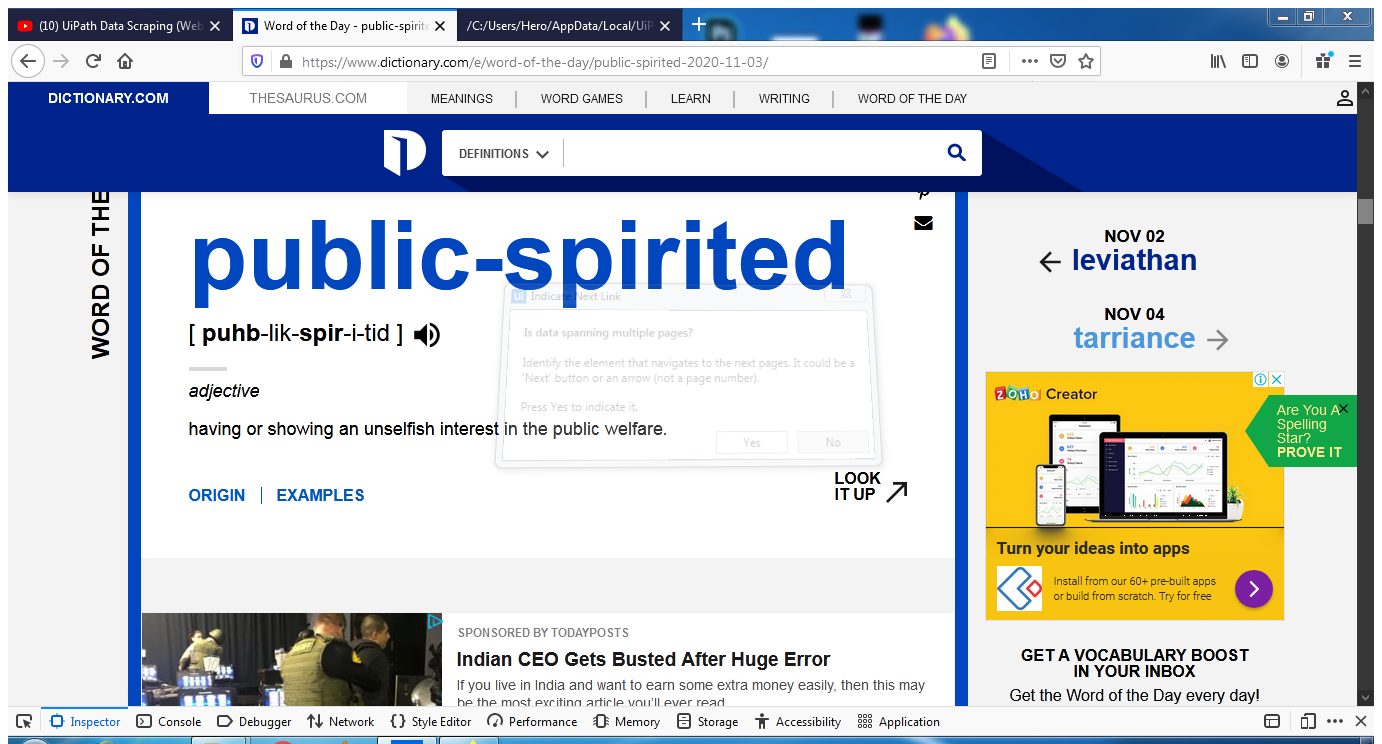 (10) UiPath Data Scraping (Web
Word of the Day - public-spirite
/C:/Users/Hero/AppData/Local/UiP
https://www.dictionary.com/e/word-of-the-day/public-spirited-2020-11-03/
DICTIONARY.COM
THESAURUS.COM
MEANINGS
WORD GAMES
LEARN
WRITING
WORD OF THE DAY
DEFINITIONS
WORD OF THE
public-spirited
[ puhb-lik-spir-i-tid ]
adjective
having or showing an unselfish interest in the public welfare.
ORIGIN
EXAMPLES
LOOK
IT UP
Ui Indicate Next Link
Is data spanning multiple pages?
Identify the element that navigates to the next pages. It could be a
'Next' button or an arrow (not a page number).
Press Yes to indicate it.
Yes
No
NOV 02
leviathan
NOV 04
tarriance
ZOHO Creator
Turn your ideas into apps
Install from our 60+ pre-built apps
or build from scratch. Try for free
Are You A
Spelling
Star?
PROVE IT
SPONSORED BY TODAYPOSTS
Indian CEO Gets Busted After Huge Error
If you live in India and want to earn some extra money easily, then this may
be the most exciting article you'll ever read
GET A VOCABULARY BOOST
IN YOUR INBOX
Get the Word of the Day every day!
Inspector
Console
Debugger
Network
Style Editor
Performance
Memory
Storage
Accessibility
Application